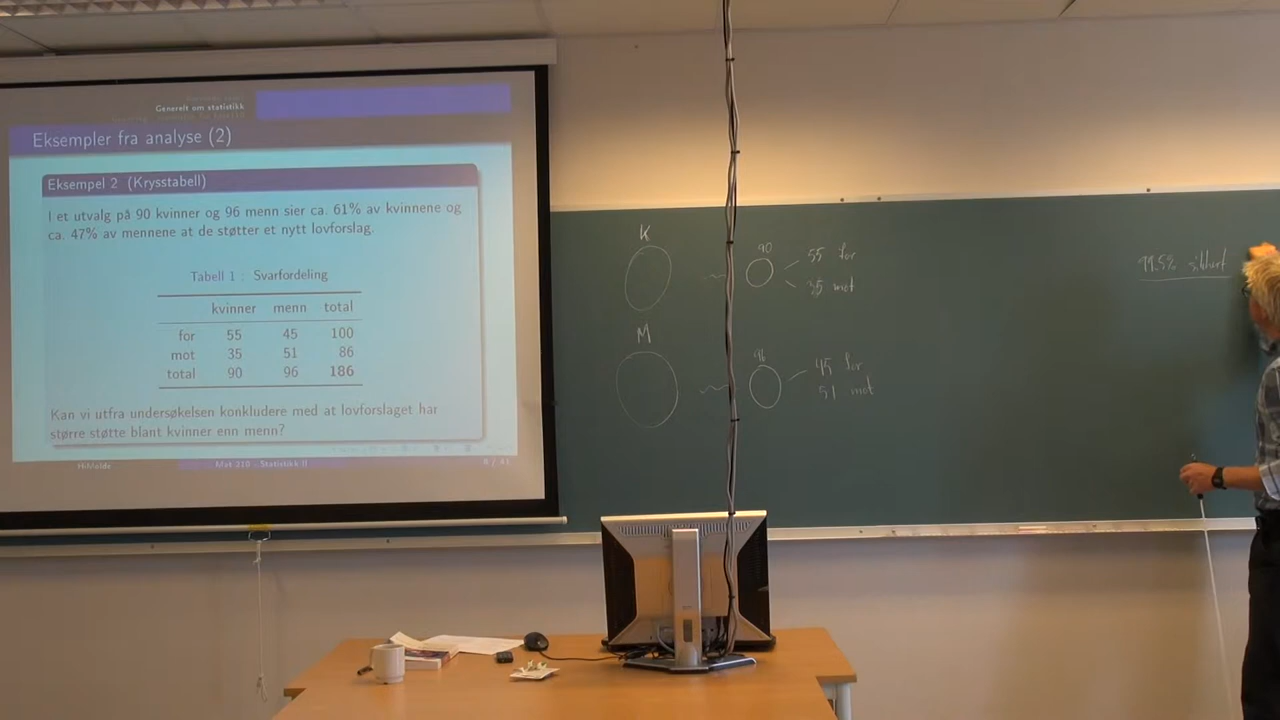 Generelt om statistikk
Eksempler fra analyse (2)
Eksempel 2 (Krysstabell)
I et utvalg på 90 kvinner og 96 menn sier ca. 61% av kvinnene og
ca. 47% av mennene at de støtter et nytt lovforslag.
Tabell 1 : Svarfordeling
kvinner menn total
for 55 45 100
mot 35 51 86
total 90 96 186
Kan vi utfra undersøkelsen konkludere med at lovforslaget har
større støtte blant kvinner enn menn?
HiMolde Mat 210 - Statistikk II
K
90
55 for
35 mot
M
96
45 for
51 mot
99.5% sikkert